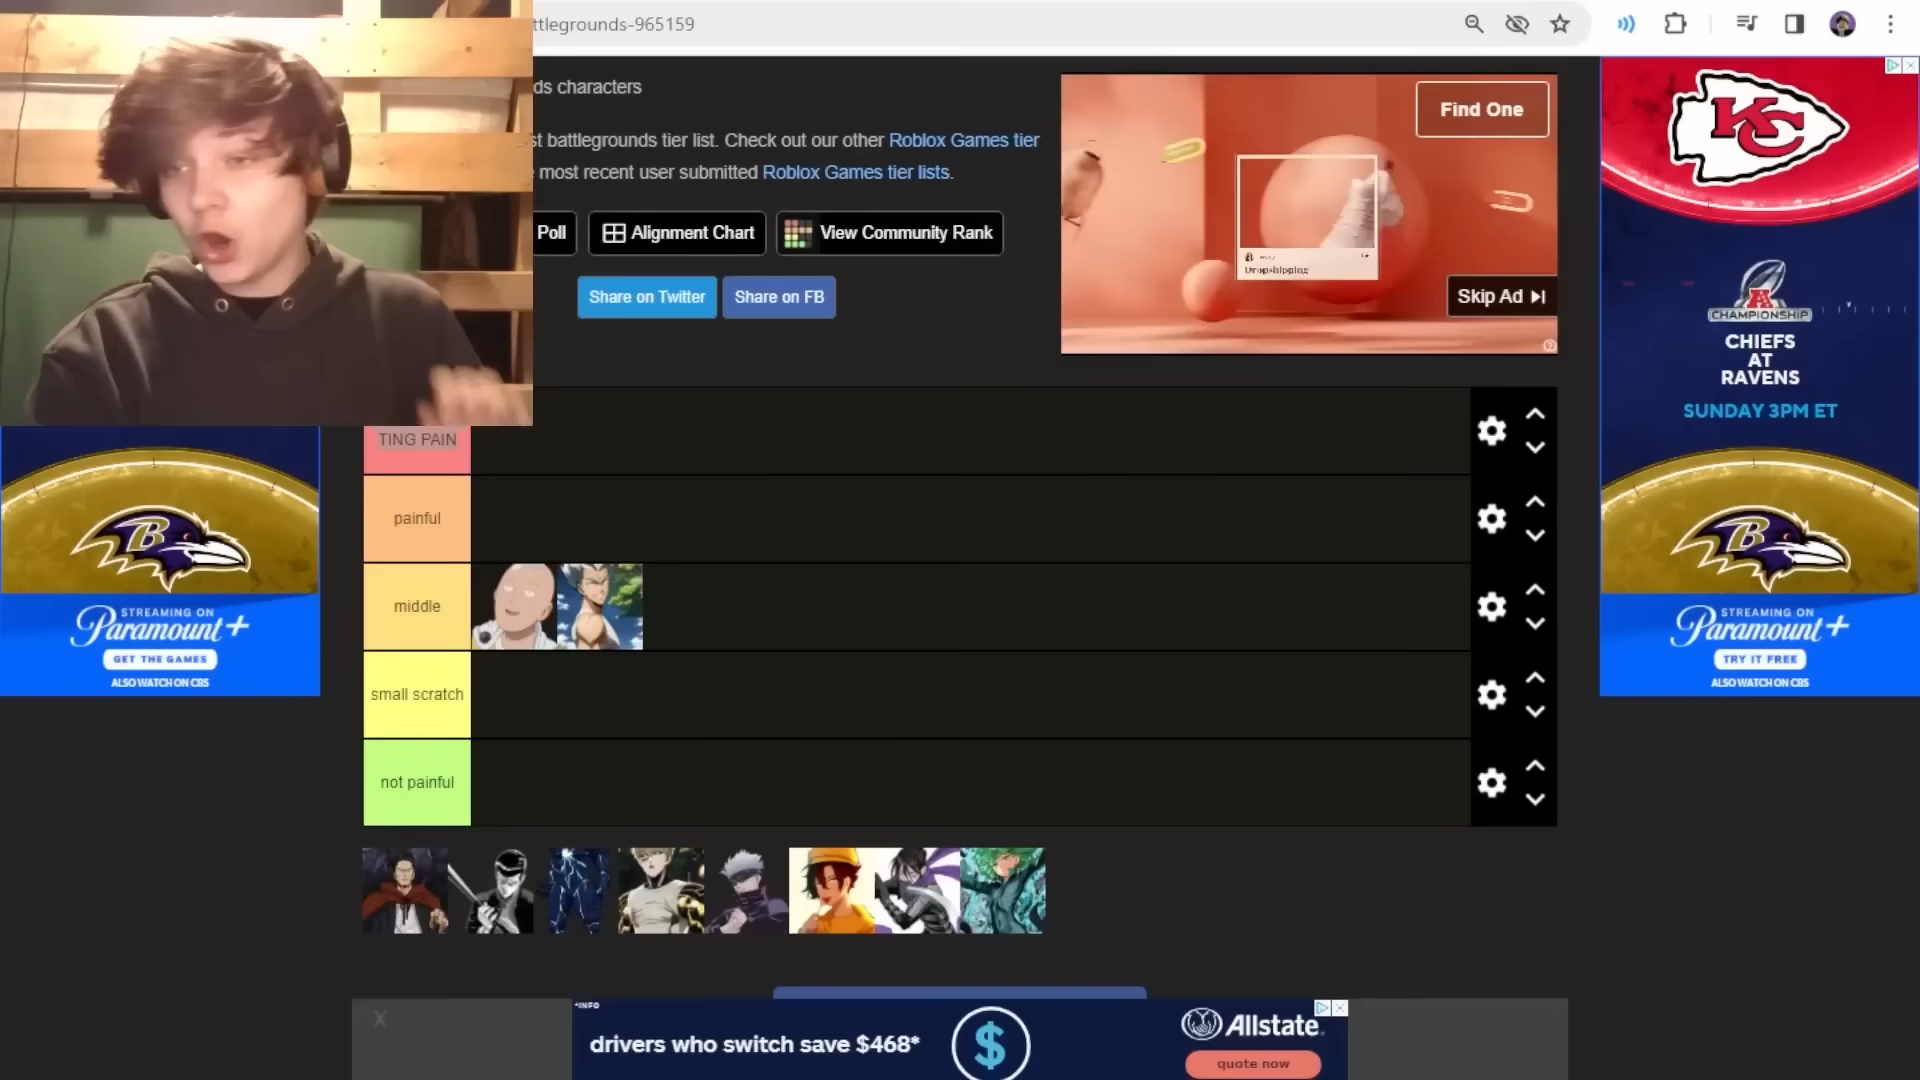 ttlegrounds-965159
ds characters
st battlegrounds tier list. Check out our other Roblox Games tier
most recent user submitted Roblox Games tier lists.
Poll
Alignment Chart
View Community Rank
Share on Twitter
Share on FB
Find One
Dropshipping
Skip Ad
KC
A
CHAMPIONSHIP
CHIEFS
AT
RAVENS
SUNDAY 3PM ET
B
STREAMING ON
Paramount+
TRY IT FREE
ALSO WATCH ON CBS
B
STREAMING ON
Paramount+
GET THE GAMES
ALSO WATCH ON CBS
TING PAIN
painful
middle
small scratch
not painful
X
*INFO
drivers who switch save $468*
$
Allstate.
quote now